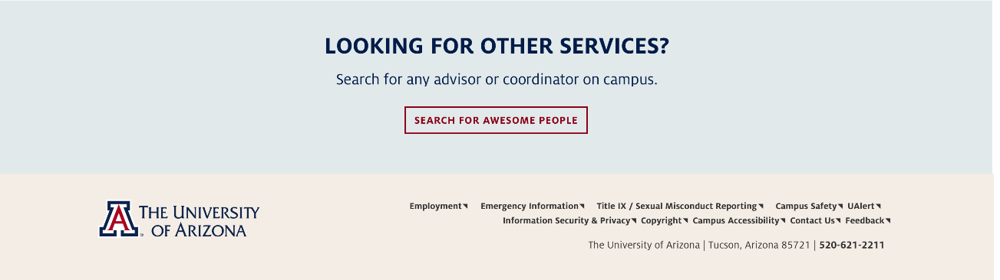 LOOKING FOR OTHER SERVICES?
Search for any advisor or coordinator on campus.
SEARCH FOR AWESOME PEOPLE
A THE UNIVERSITY
OF ARIZONA
Employment Emergency Information Title IX / Sexual Misconduct Reporting Campus Safety UAlert
Information Security & Privacy Copyright Campus Accessibility Contact Us Feedback
The University of Arizona | Tucson, Arizona 85721 | 520-621-2211